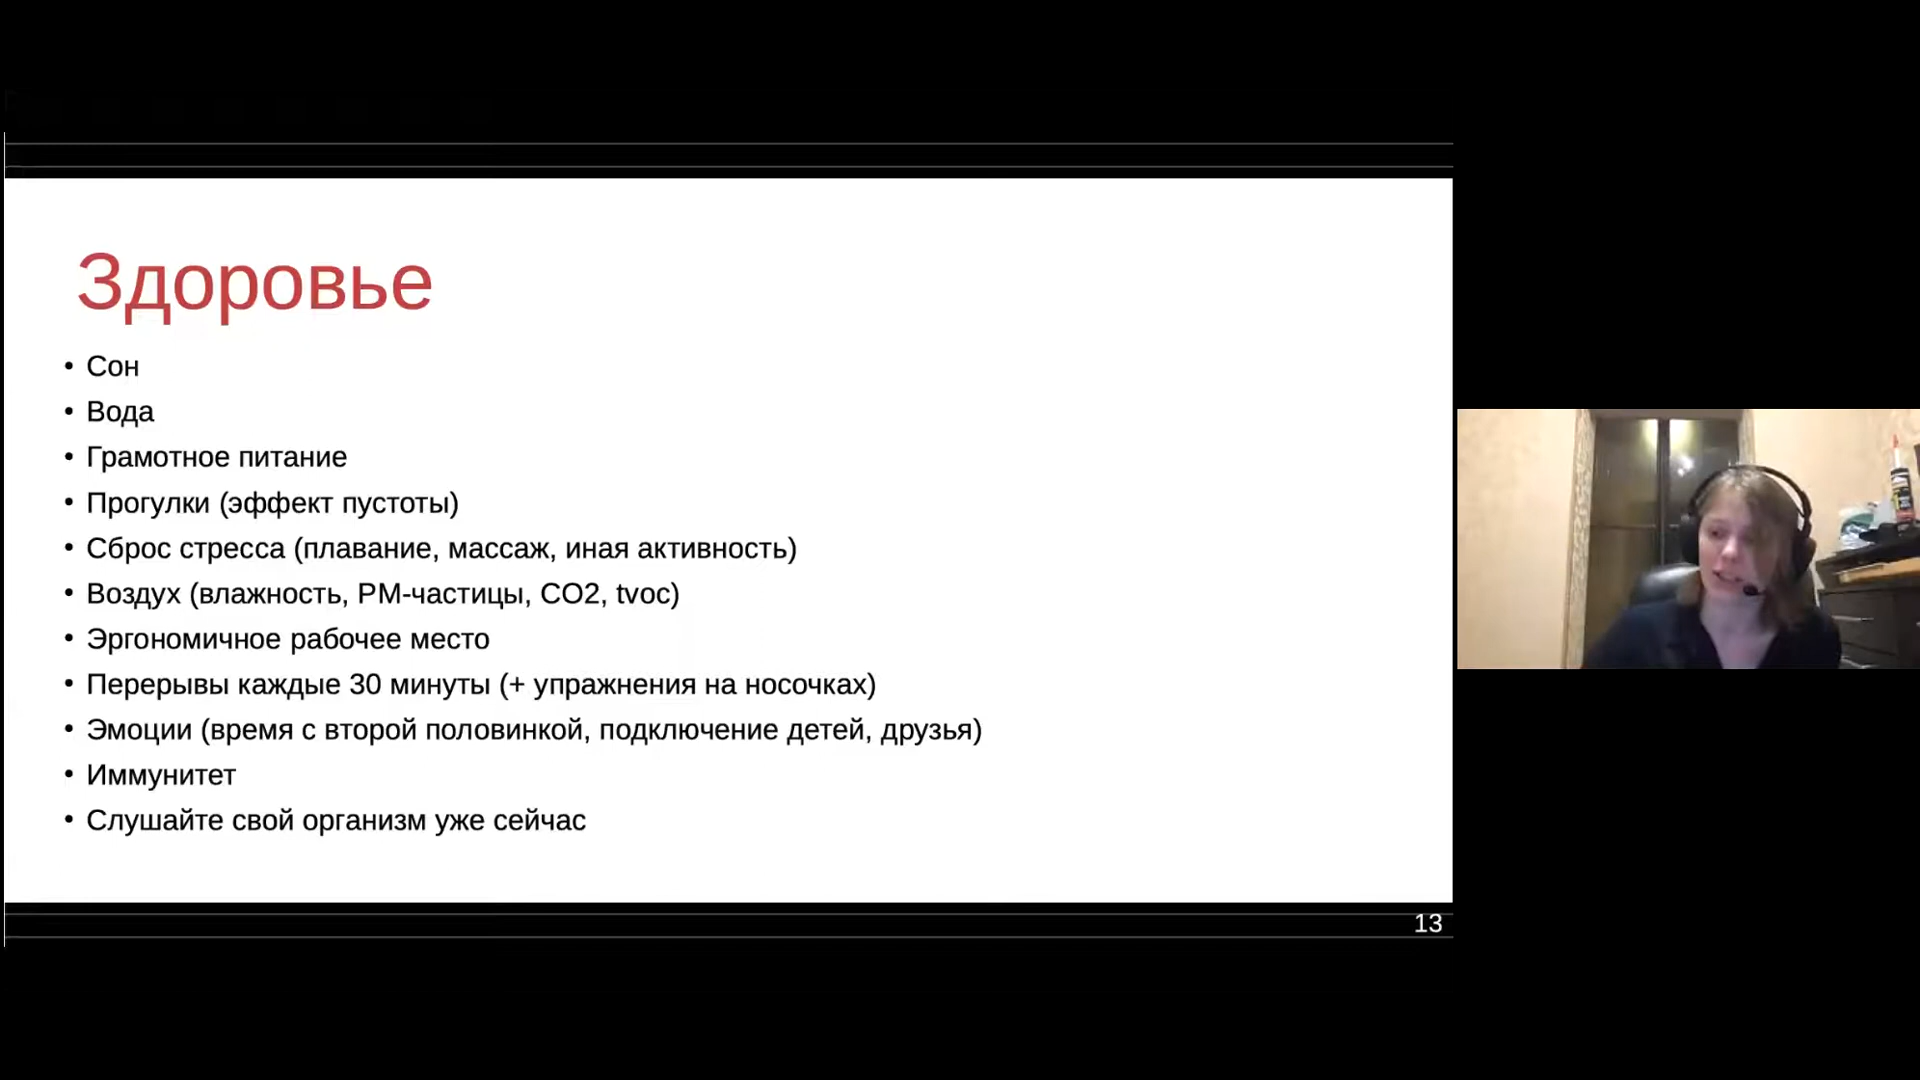 Здоровье
• Сон
• Вода
• Грамотное питание
• Прогулки (эффект пустоты)
• Сброс стресса (плавание, массаж, иная активность)
• Воздух (влажность, PM-частицы, CO2, tvoc)
• Эргономичное рабочее место
• Перерывы каждые 30 минуты (+ упражнения на носочках)
• Эмоции (время с второй половинкой, подключение детей, друзья)
• Иммунитет
• Слушайте свой организм уже сейчас
13